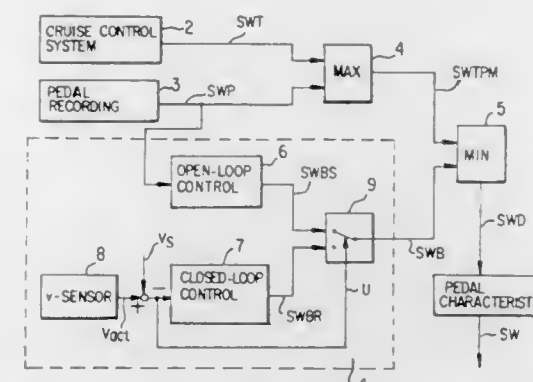 CRUISE CONTROL
SYSTEM
2
SWT
4
MAX
SWTPM
PEDAL
RECORDING
3
SWP
5
MIN
6
OPEN-LOOP
CONTROL
SWBS
9
SWD
8
V-SENSOR
Vs
7
CLOSED-LOOP
CONTROL
SWB
Vact
+
−
SWBR
U
PEDAL
CHARACTERIST
SW